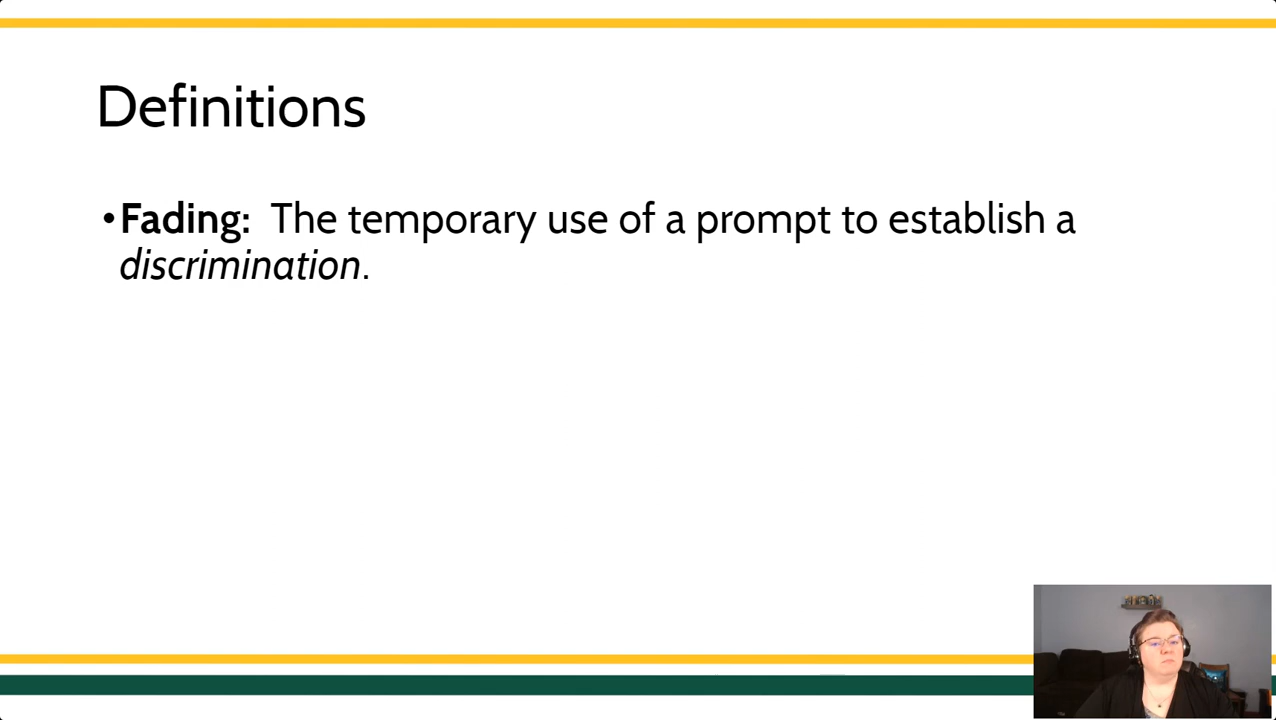 Definitions
•Fading: The temporary use of a prompt to establish a
discrimination.